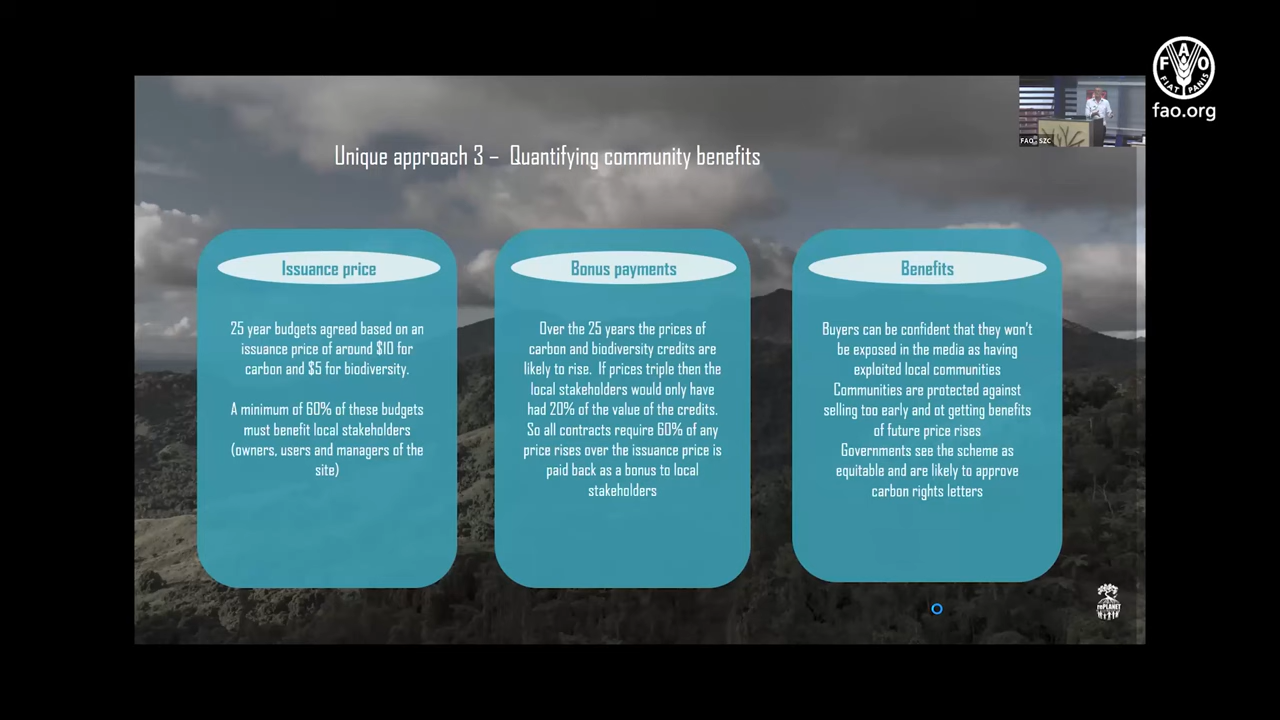 FAO
FIAT PANIS
fao.org
FAO - SZC
Unique approach 3 – Quantifying community benefits
Issuance price
25 year budgets agreed based on an
issuance price of around $10 for
carbon and $5 for biodiversity.
A minimum of 60% of these budgets
must benefit local stakeholders
(owners, users and managers of the
site)
Bonus payments
Over the 25 years the prices of
carbon and biodiversity credits are
likely to rise. If prices triple then the
local stakeholders would only have
had 20% of the value of the credits.
So all contracts require 60% of any
price rises over the issuance price is
paid back as a bonus to local
stakeholders
Benefits
Buyers can be confident that they won't
be exposed in the media as having
exploited local communities
Communities are protected against
selling too early and ot getting benefits
of future price rises
Governments see the scheme as
equitable and are likely to approve
carbon rights letters
rePLANET